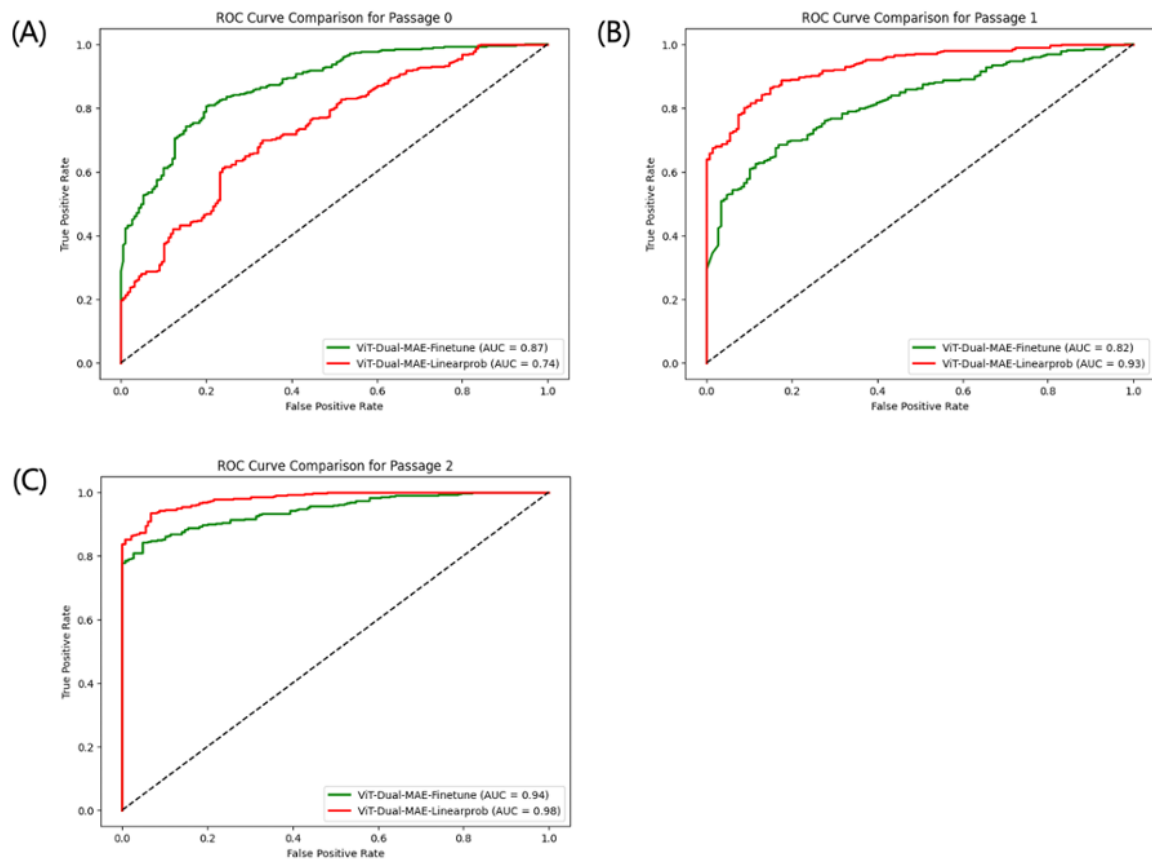 (A)
ROC Curve Comparison for Passage 0
True Positive Rate
1.0
0.8
0.6
0.4
0.2
0.0
ViT-Dual-MAE-Finetune (AUC = 0.87)
ViT-Dual-MAE-Linearprob (AUC = 0.74)
0.0 0.2 0.4 0.6 0.8 1.0
False Positive Rate
(B)
ROC Curve Comparison for Passage 1
True Positive Rate
1.0
0.8
0.6
0.4
0.2
0.0
ViT-Dual-MAE-Finetune (AUC = 0.82)
ViT-Dual-MAE-Linearprob (AUC = 0.93)
0.0 0.2 0.4 0.6 0.8 1.0
False Positive Rate
(C)
ROC Curve Comparison for Passage 2
True Positive Rate
1.0
0.8
0.6
0.4
0.2
0.0
ViT-Dual-MAE-Finetune (AUC = 0.94)
ViT-Dual-MAE-Linearprob (AUC = 0.98)
0.0 0.2 0.4 0.6 0.8 1.0
False Positive Rate